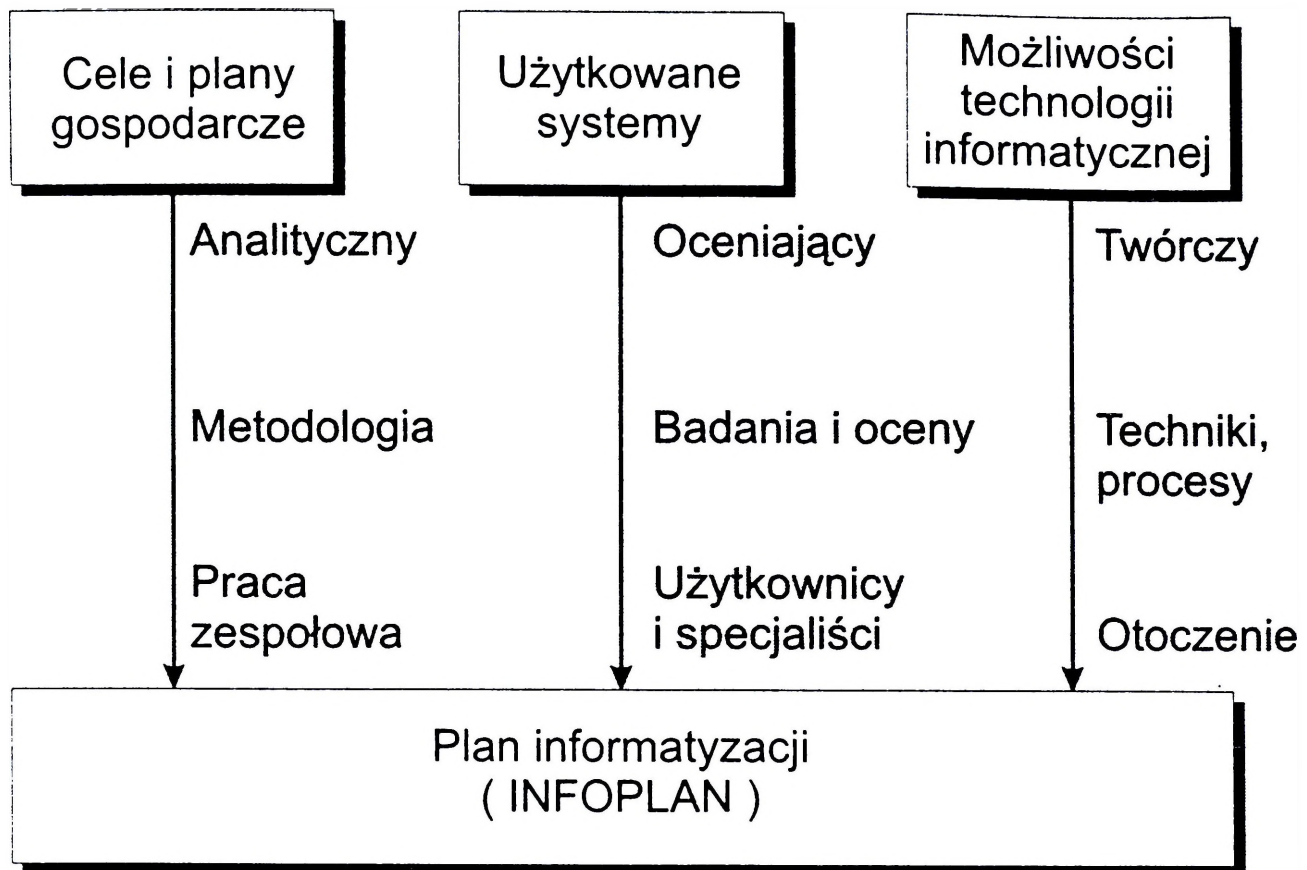 Cele i plany
gospodarcze
Użytkowane
systemy
Możliwości
technologii
informatycznej
Analityczny
Oceniający
Twórczy
Metodologia
Badania i oceny
Techniki,
procesy
Praca
zespołowa
Użytkownicy
i specjaliści
Otoczenie
Plan informatyzacji
( INFOPLAN )